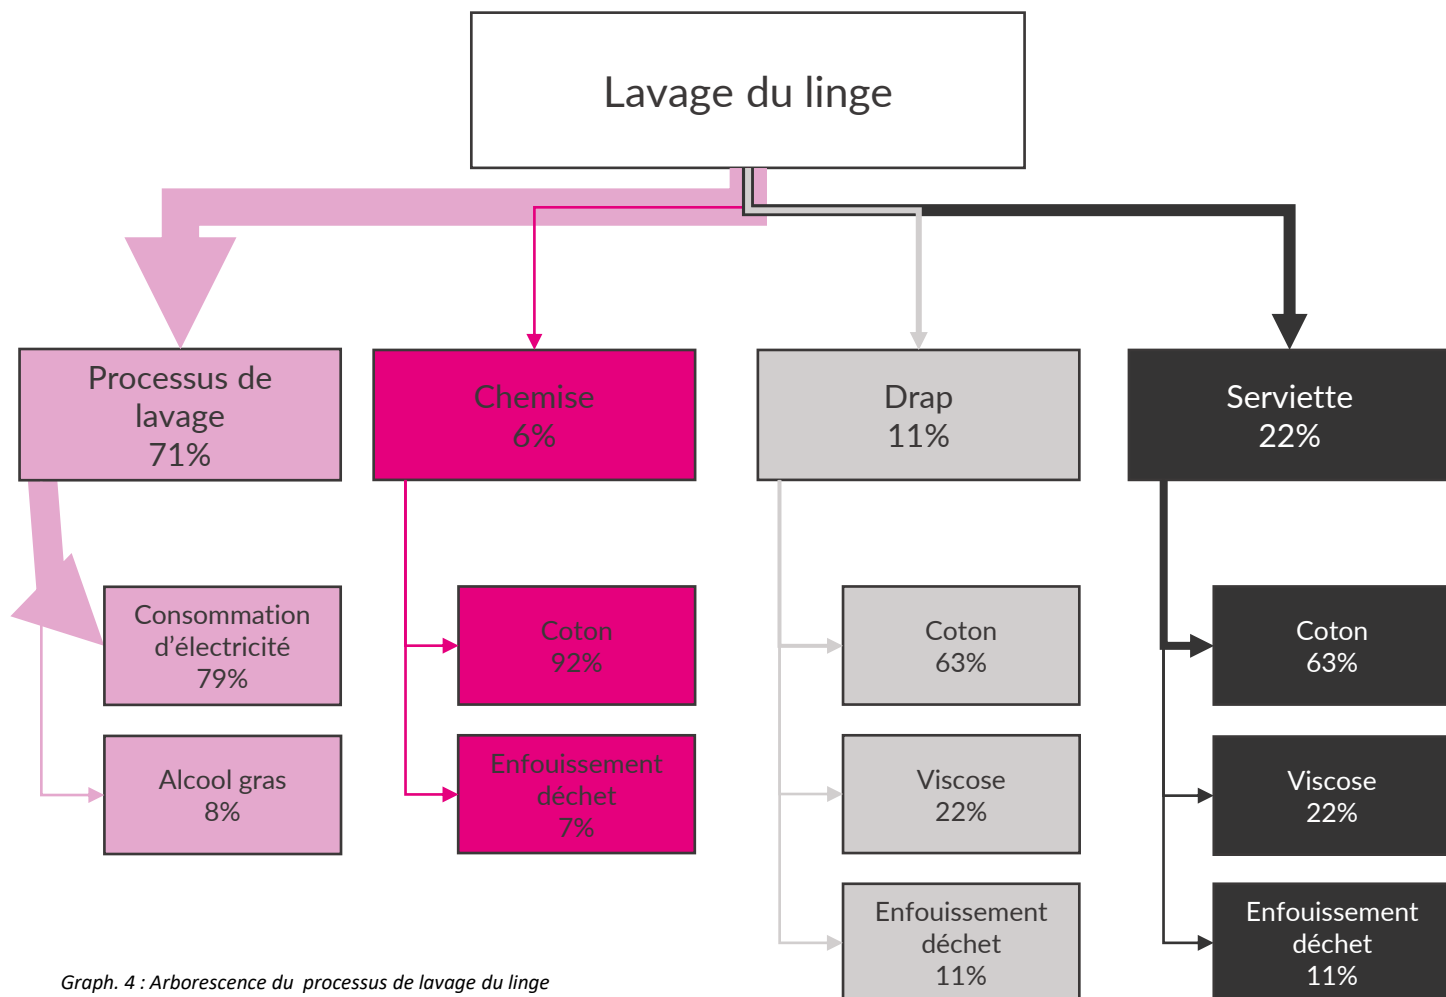 Lavage du linge
Processus de
lavage
71%
Chemise
6%
Drap
11%
Serviette
22%
Consommation
d'électricité
79%
Alcool gras
8%
Coton
92%
Enfouissement
déchet
7%
Coton
63%
Viscose
22%
Enfouissement
déchet
11%
Coton
63%
Viscose
22%
Enfouissement
déchet
11%
Graph. 4 : Arborescence du processus de lavage du linge